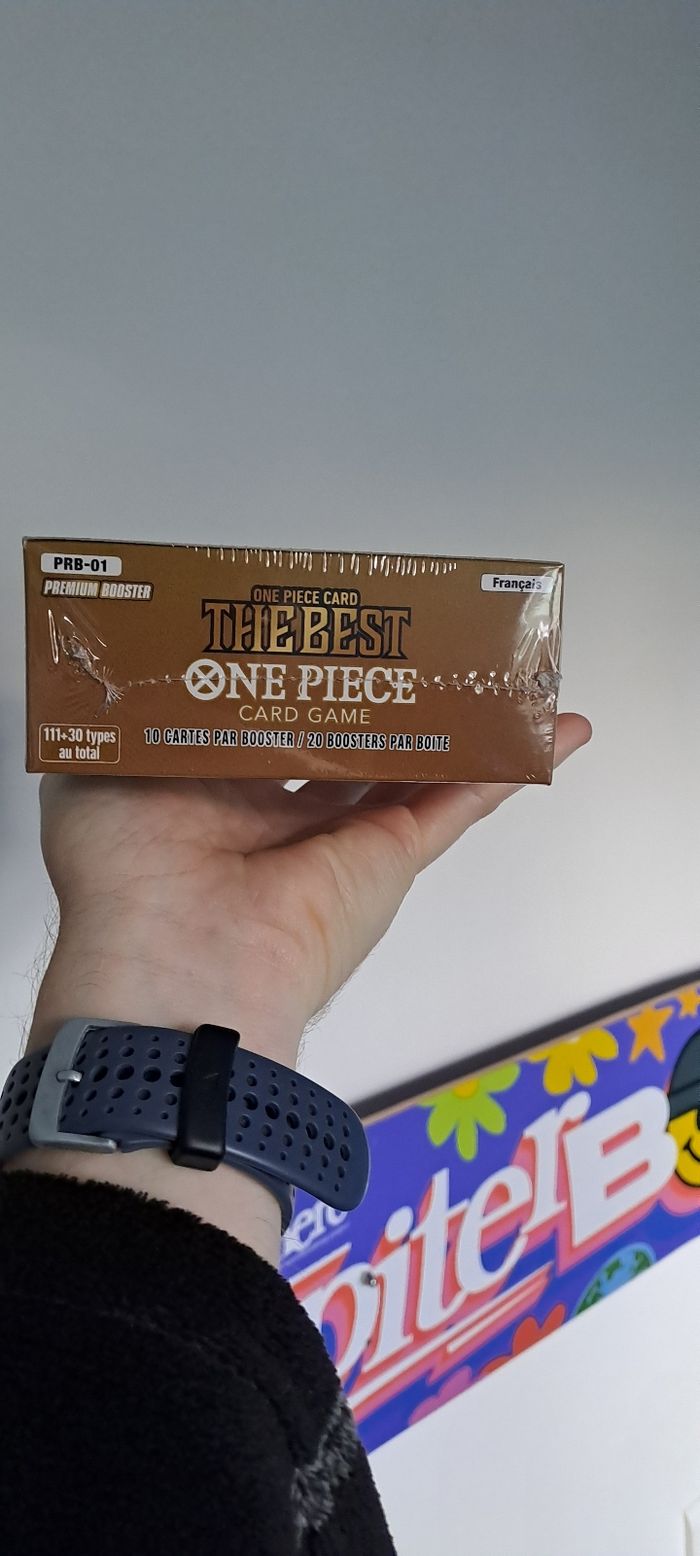 PRB-01
PREMIUM BOOSTER
Français
ONE PIECE CARD
THE BEST
ONE PIECE
CARD GAME
111+30 types
au total
10 CARTES PAR BOOSTER / 20 BOOSTERS PAR BOITE
piterB